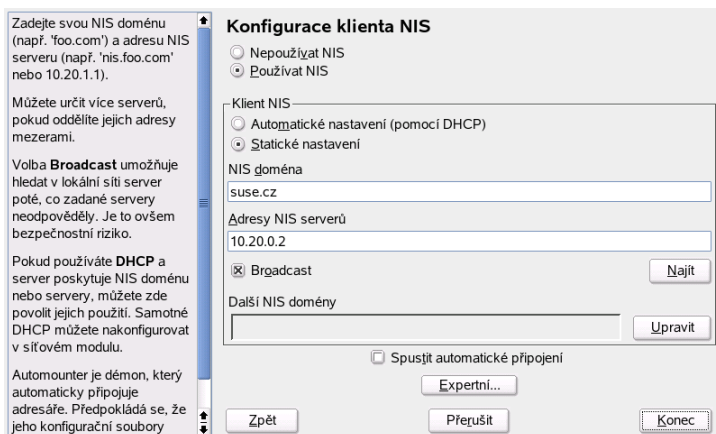 Zadejte svou NIS doménu
(např. 'foo.com') a adresu NIS
serveru (např. 'nis.foo.com'
nebo 10.20.1.1).
Můžete určit více serverů,
pokud oddělíte jejich adresy
mezerami.
Volba Broadcast umožňuje
hledat v lokální síti server
poté, co zadané servery
neodpověděly. Je to ovšem
bezpečnostní riziko.
Pokud používáte DHCP a
server poskytuje NIS doménu
nebo servery, můžete zde
povolit jejich použití. Samotné
DHCP můžete nakonfigurovat
v síťovém modulu.
Automounter je démon, který
automaticky připojuje
adresáře. Předpokládá se, že
jeho konfigurační soubory
Konfigurace klienta NIS
Nepoužívat NIS
Používat NIS
Klient NIS
Automatické nastavení (pomocí DHCP)
Statické nastavení
NIS doména
suse.cz
Adresy NIS serverů
10.20.0.2
Broadcast
Najít
Další NIS domény
Upravit
Spustit automatické připojení
Expertní...
Zpět
Přerušit
Konec